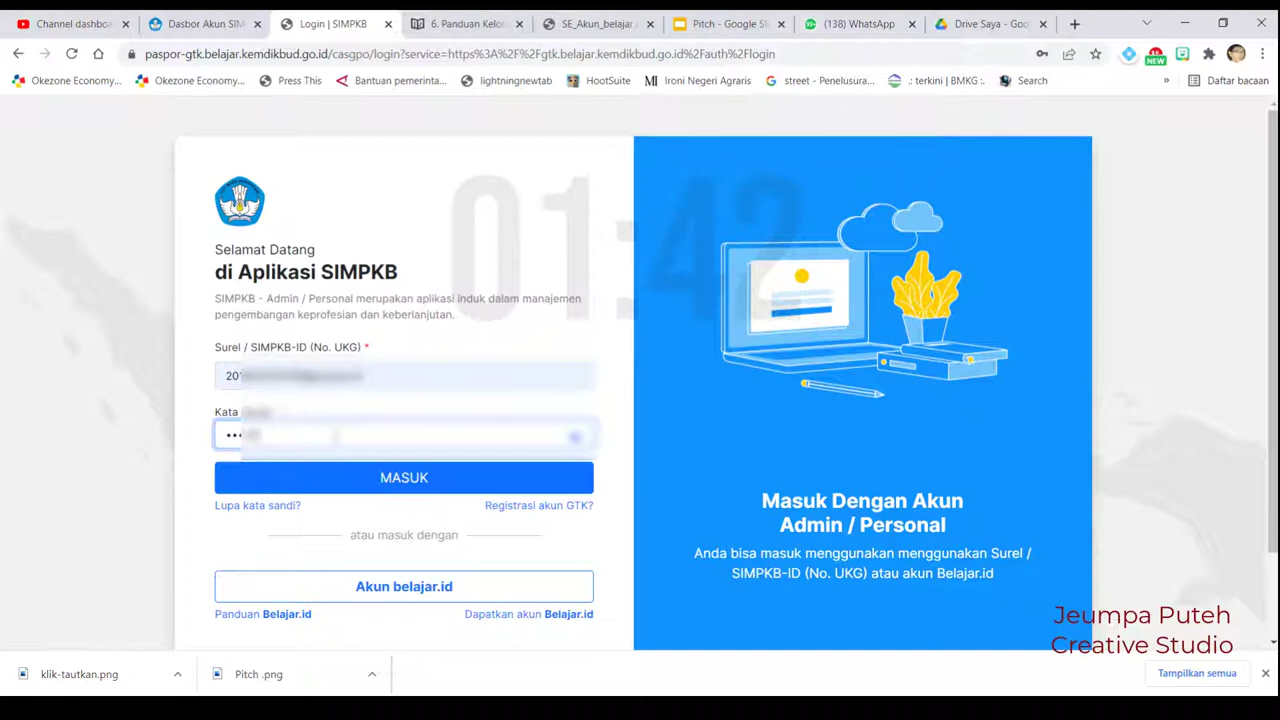 Channel dashboa
Dasbor Akun SIM
Login | SIMPKB
6. Panduan Kelol
SE_Akun_belajar
Pitch - Google Sl
(138) WhatsApp
Drive Saya - Goo
paspor-gtk.belajar.kemdikbud.go.id/casgpo/login?service=https%3A%2F%2Fgtk.belajar.kemdikbud.go.id%2Fauth%2Flogin
NEW
Okezone Economy...
Okezone Economy...
Press This
Bantuan pemerinta...
lightningnewtab
HootSuite
Ironi Negeri Agraris
street - Penelusura...
.: terkini | BMKG :.
Search
»
Daftar bacaan
01:42
Selamat Datang
di Aplikasi SIMPKB
SIMPKB - Admin / Personal merupakan aplikasi induk dalam manajemen
pengembangan keprofesian dan keberlanjutan.
Surel / SIMPKB-ID (No. UKG) *
Kata
MASUK
Lupa kata sandi?
Registrasi akun GTK?
atau masuk dengan
Akun belajar.id
Panduan Belajar.id
Dapatkan akun Belajar.id
Masuk Dengan Akun
Admin / Personal
Anda bisa masuk menggunakan menggunakan Surel /
SIMPKB-ID (No. UKG) atau akun Belajar.id
Jeumpa Puteh
Creative Studio
klik-tautkan.png
Pitch .png
Tampilkan semua